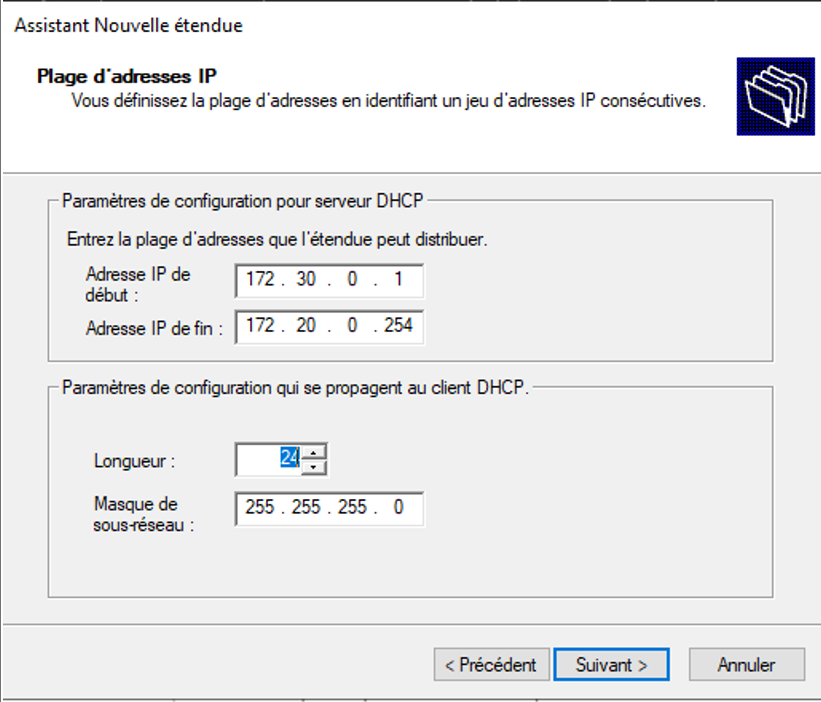 Assistant Nouvelle étendue
Plage d'adresses IP
Vous définissez la plage d'adresses en identifiant un jeu d'adresses IP consécutives.
Paramètres de configuration pour serveur DHCP
Entrez la plage d'adresses que l'étendue peut distribuer.
Adresse IP de
début :
172 . 30 . 0 . 1
Adresse IP de fin :
172 . 20 . 0 . 254
Paramètres de configuration qui se propagent au client DHCP.
Longueur :
24
Masque de
sous-réseau :
255 . 255 . 255 . 0
< Précédent
Suivant >
Annuler